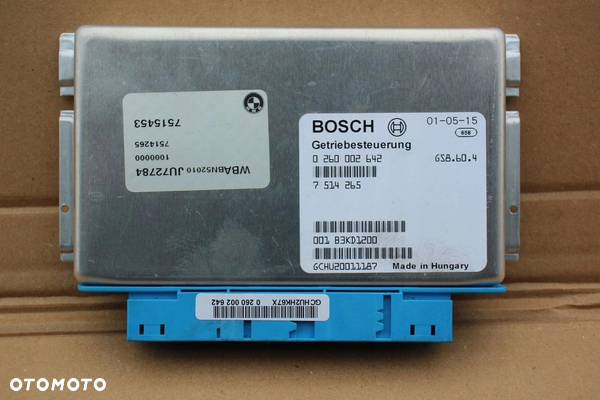 7515453
7514265
1000000
WBABN52010 JU72784
BOSCH
01-05-15
658
Getriebesteuerung
0 260 002 642
GS8.60.4
7 514 265
001 B3KD1200
GCHU20011187
Made in Hungary
GCHU2HK67X
0 260 002 642
OTOMOTO